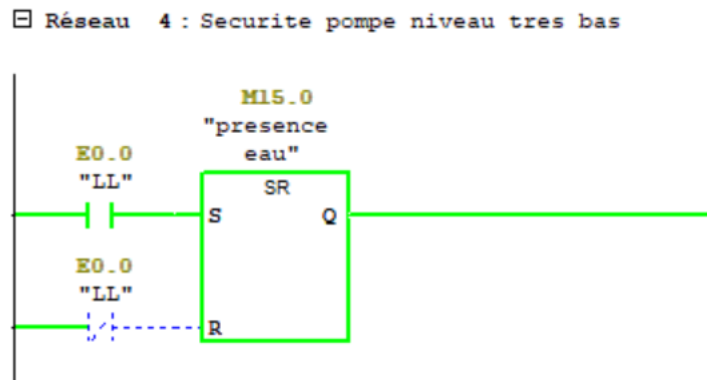 Réseau 4 : Securite pompe niveau tres bas
M15.0
"presence
eau"
E0.0
"LL"
SR
S Q
E0.0
"LL"
R